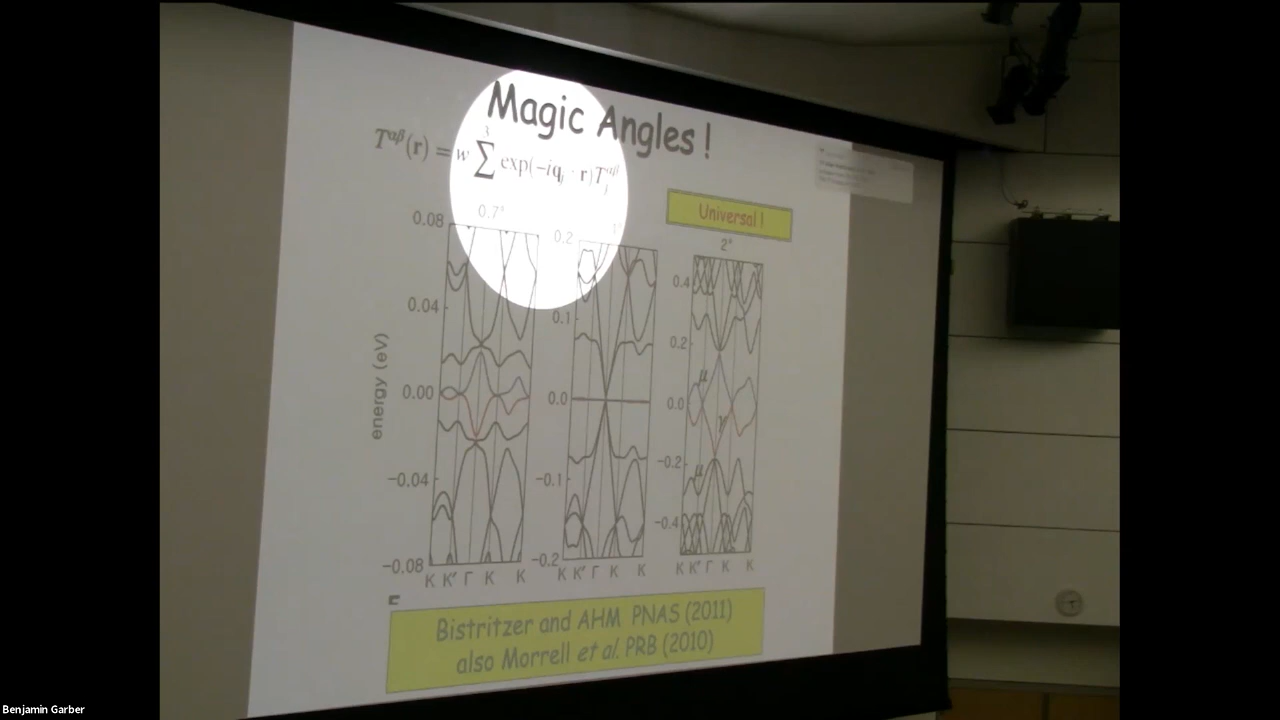 Magic Angles !
T^{αβ}(r) = w ∑ exp(−iq_j · r)T_j^{αβ}
3
Universal !
0.7°
2°
0.08
0.04
0.00
−0.04
−0.08
energy (eV)
0.2
0.1
0.0
−0.1
−0.2
0.4
0.2
0.0
−0.2
−0.4
K K' Γ K K
K K' Γ K K
K K' Γ K K
Bistritzer and AHM PNAS (2011)
also Morrell et al. PRB (2010)
Benjamin Garber